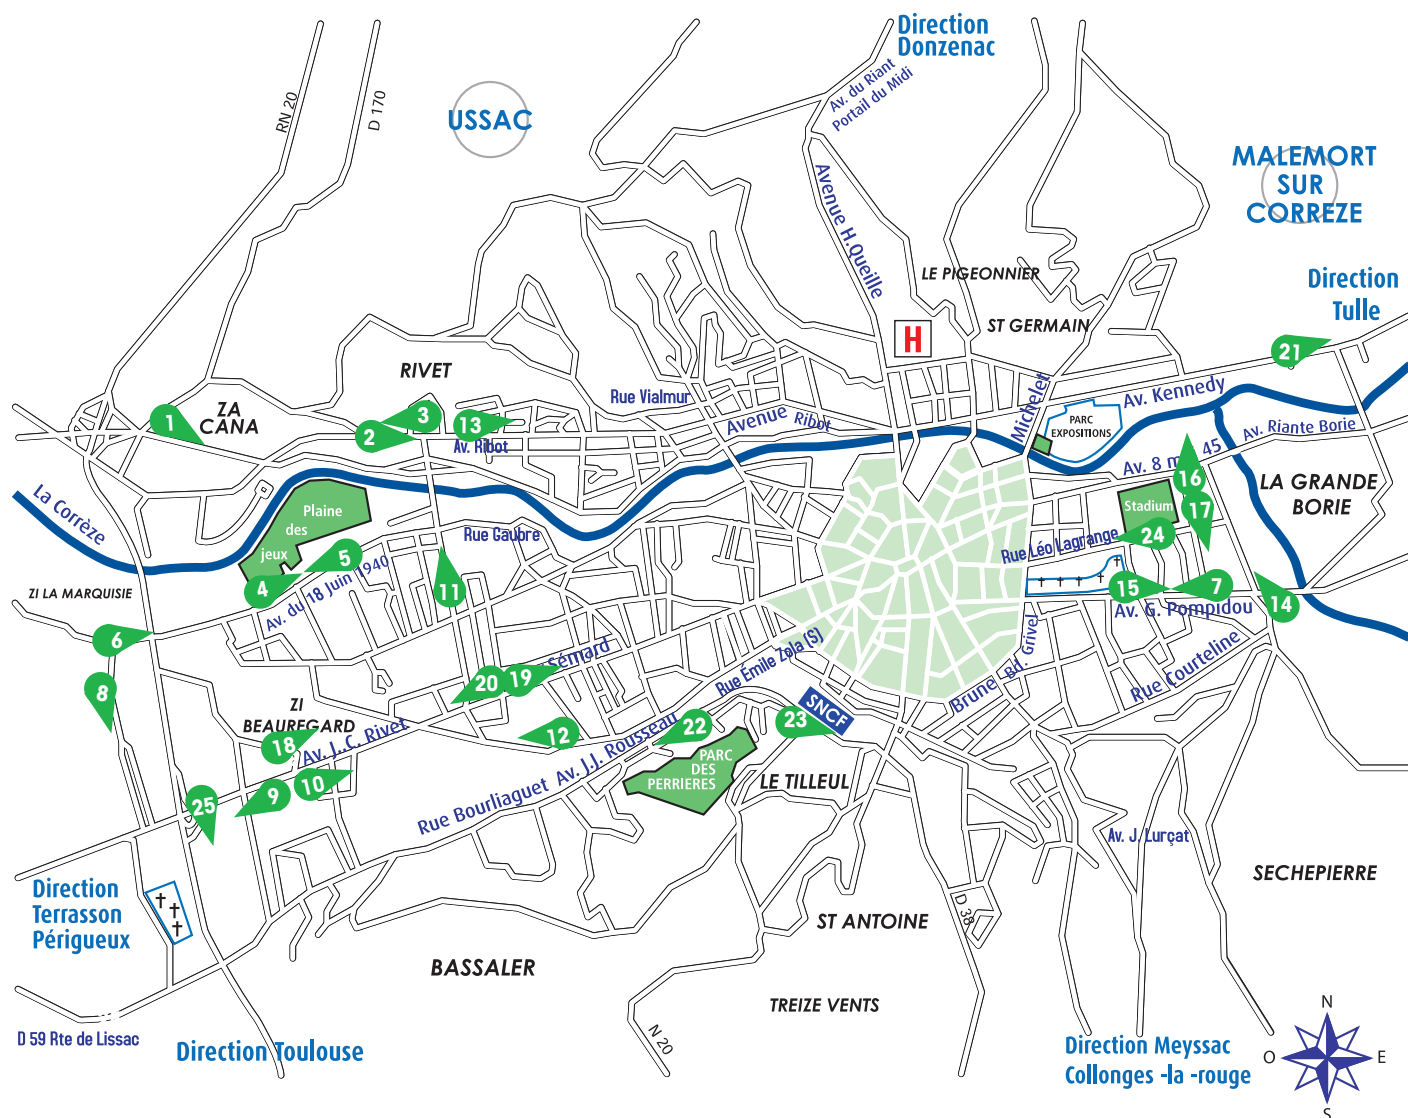 Direction
Donzenac
Av. du Riant
Portail du Midi
RN 20
D 170
USSAC
MALEMORT
SUR
CORREZE
Avenue H.Queille
LE PIGEONNIER
Direction
Tulle
ST GERMAIN
H
21
RIVET
Rue Vialmur
Michelet
Av. Kennedy
ZA
CANA
1
2
3
13
Av. Ribot
Avenue Ribot
PARC
EXPOSITIONS
Av. Riante Borie
Av. 8 m 45
16
LA GRANDE
BORIE
La Corrèze
Plaine
des
jeux
Stadium
17
Rue Gaubre
24
Rue Léo Lagrange
5
4
Av. du 18 Juin 1940
11
ZI LA MARQUISIE
15
7
14
Av. G. Pompidou
6
Sémard
Rue Émile Zola (S)
Bd. Grivel
Brune
Rue Courteline
8
20
19
ZI
BEAUREGARD
SNCF
18
Av. J.C. Rivet
12
22
23
Av. J.J. Rousseau
Rue Bourliaguet
PARC
DES
PERRIERES
LE TILLEUL
10
9
25
Av. J. Lurçat
SECHEPIERRE
Direction
Terrasson
Périgueux
D 38
ST ANTOINE
BASSALER
TREIZE VENTS
N 20
D 59 Rte de Lissac
Direction Toulouse
Direction Meyssac
Collonges -la -rouge
N
O
E
S